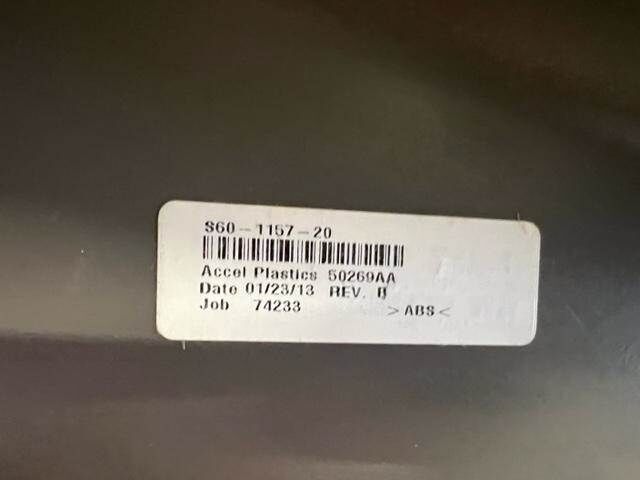 S60-1157-20
Accel Plastics 50269AA
Date 01/23/13 REV.
Job 74233 >ABS<